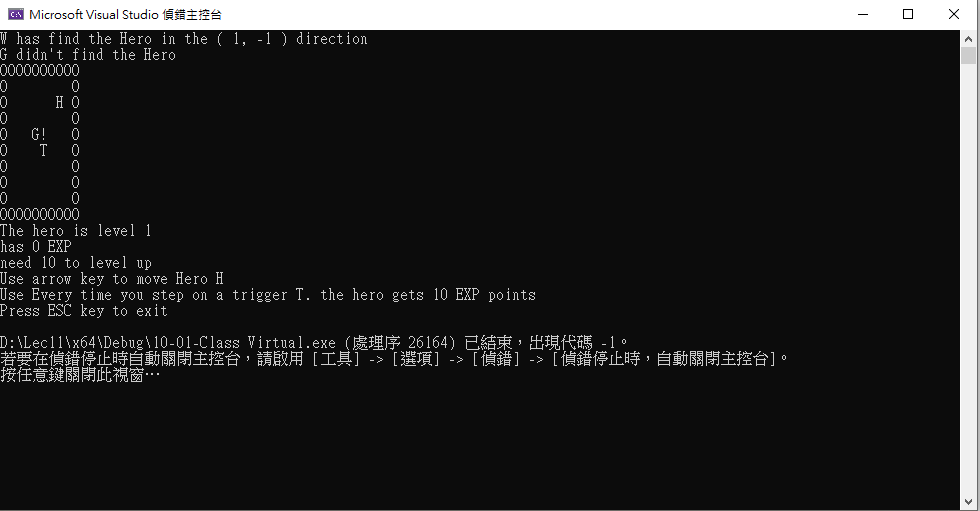 Microsoft Visual Studio 偵錯主控台
W has find the Hero in the ( 1, -1 ) direction
G didn't find the Hero
0000000000
0        0
0      H 0
0        0
0   G!   0
0    T   0
0        0
0        0
0        0
0000000000
The hero is level 1
has 0 EXP
need 10 to level up
Use arrow key to move Hero H
Use Every time you step on a trigger T. the hero gets 10 EXP points
Press ESC key to exit
D:\Lec11\x64\Debug\10-01-Class Virtual.exe (處理序 26164) 已結束，出現代碼 -1。
若要在偵錯停止時自動關閉主控台，請啟用 [工具] -> [選項] -> [偵錯] -> [偵錯停止時，自動關閉主控台]。
按任意鍵關閉此視窗…